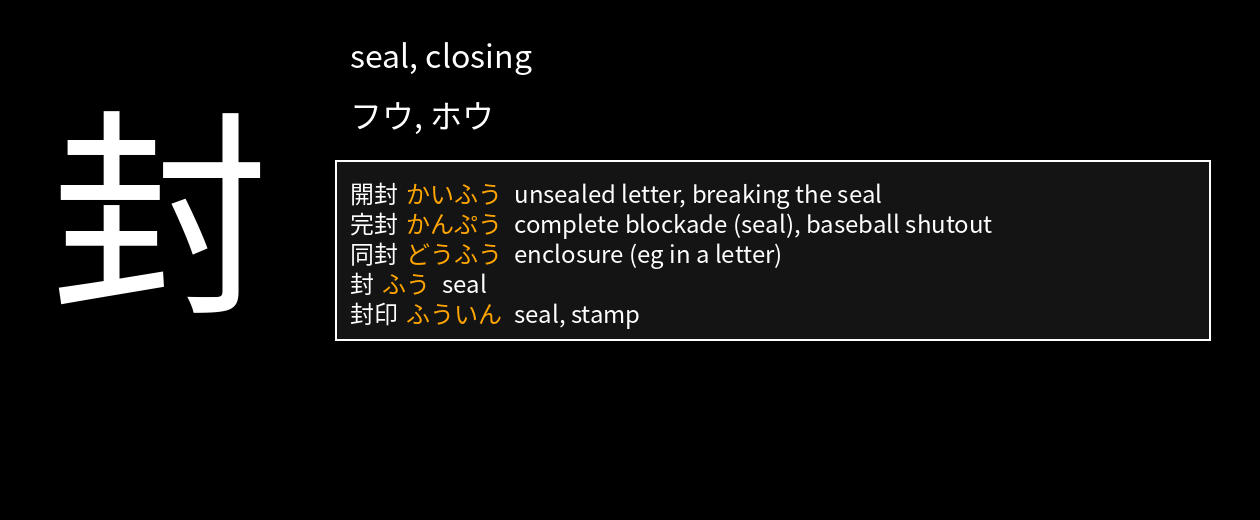 封
seal, closing
フウ, ホウ
開封 かいふう unsealed letter, breaking the seal
完封 かんぷう complete blockade (seal), baseball shutout
同封 どうふう enclosure (eg in a letter)
封 ふう seal
封印 ふういん seal, stamp